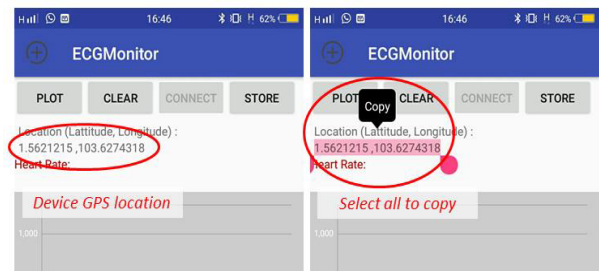 H 16:46 H 62%
ECGMonitor
PLOT CLEAR CONNECT STORE
Location (Lattitude, Longitude) :
1.5621215 ,103.6274318
Heart Rate:
Device GPS location
1,000
H 16:46 H 62%
ECGMonitor
PLOT CLEAR CONNECT STORE
Copy
Location (Lattitude, Longitude) :
1.5621215 ,103.6274318
Heart Rate:
Select all to copy
1,000